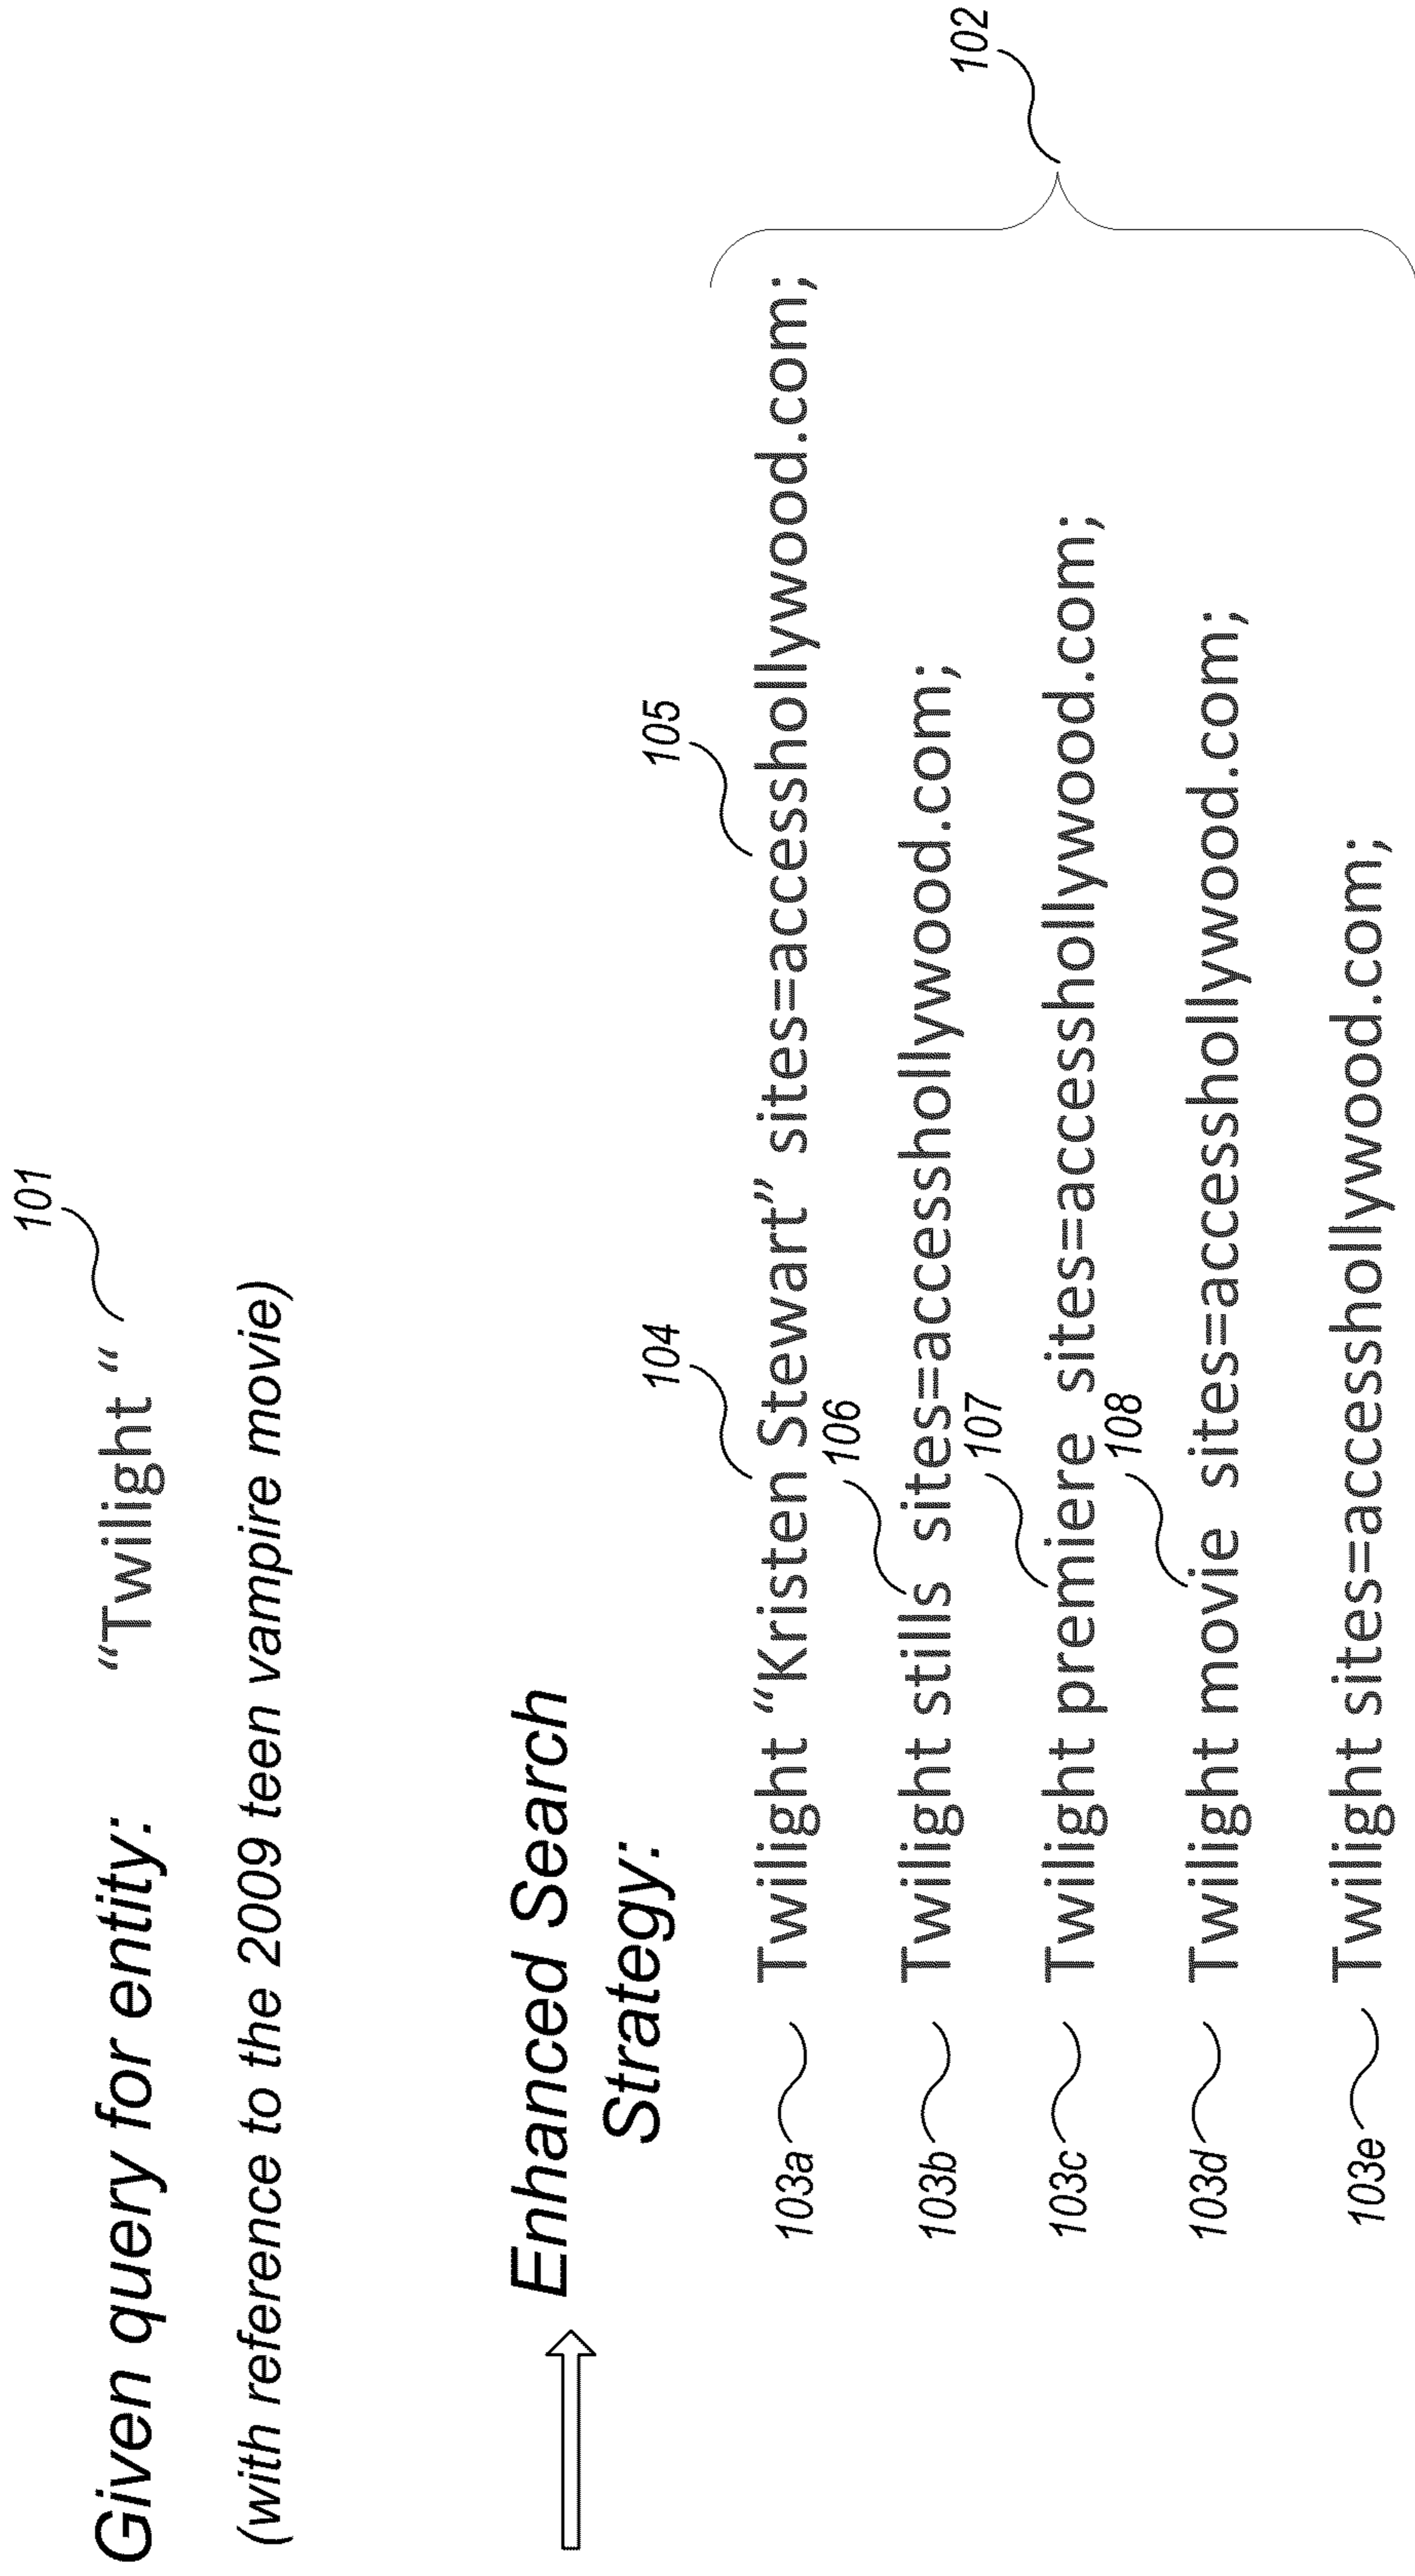 101
Given query for entity: “Twilight “
(with reference to the 2009 teen vampire movie)
Enhanced Search
Strategy:
102
104 105
103a Twilight “Kristen Stewart” sites=accesshollywood.com;
106
103b Twilight stills sites=accesshollywood.com;
107
103c Twilight premiere sites=accesshollywood.com;
108
103d Twilight movie sites=accesshollywood.com;
103e Twilight sites=accesshollywood.com;